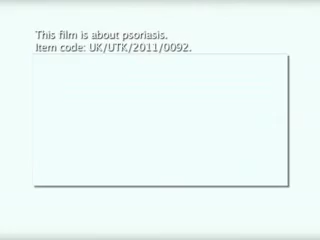 This film is about psoriasis.
Item code: UK/UTK/2011/0092.